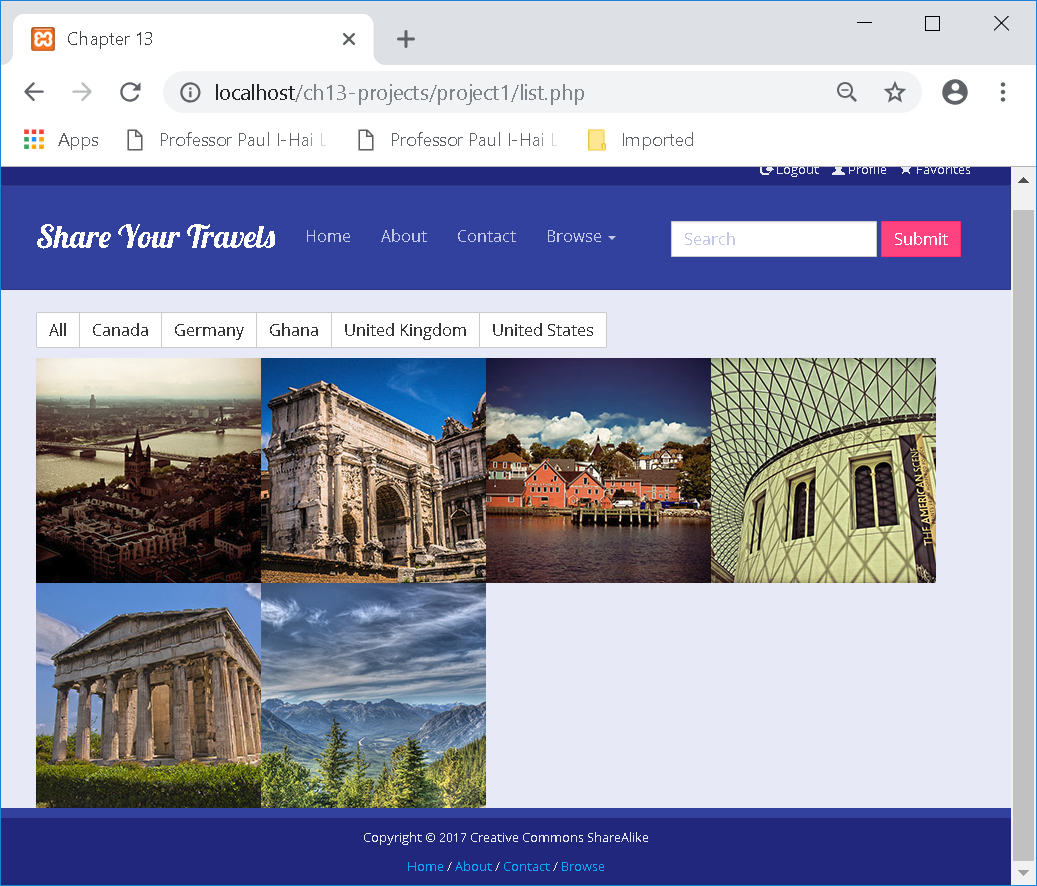 Chapter 13
localhost/ch13-projects/project1/list.php
Apps Professor Paul I-Hai Professor Paul I-Hai Imported
Logout Profile Favorites
Share Your Travels Home About Contact Browse Search Submit
All Canada Germany Ghana United Kingdom United States
THE AMERICAN SCENE
Copyright © 2017 Creative Commons ShareAlike
Home / About / Contact / Browse